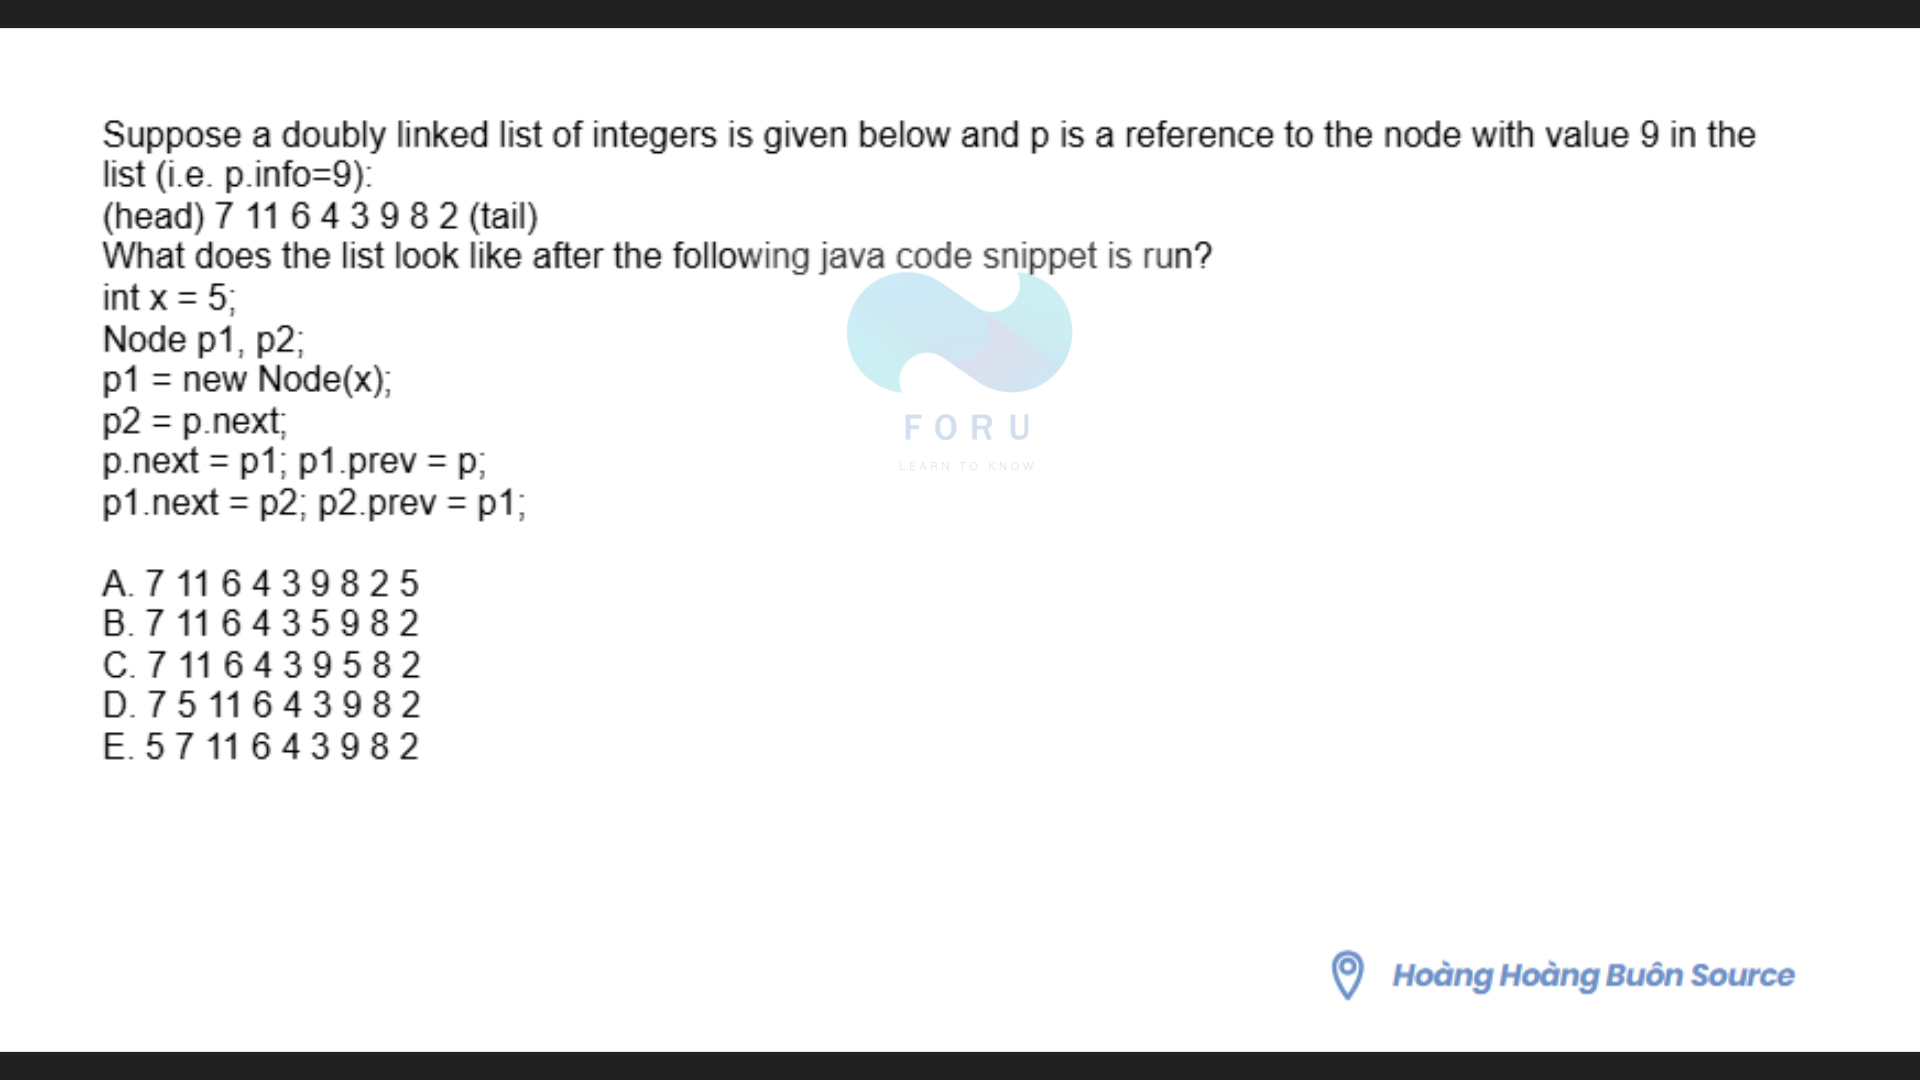 Suppose a doubly linked list of integers is given below and p is a reference to the node with value 9 in the
list (i.e. p.info=9):
(head) 7 11 6 4 3 9 8 2 (tail)
What does the list look like after the following java code snippet is run?
int x = 5;
Node p1, p2;
p1 = new Node(x);
p2 = p.next;
p.next = p1; p1.prev = p;
p1.next = p2; p2.prev = p1;
A. 7 11 6 4 3 9 8 2 5
B. 7 11 6 4 3 5 9 8 2
C. 7 11 6 4 3 9 5 8 2
D. 7 5 11 6 4 3 9 8 2
E. 5 7 11 6 4 3 9 8 2
FORU
LEARN TO KNOW
Hoàng Hoàng Buôn Source